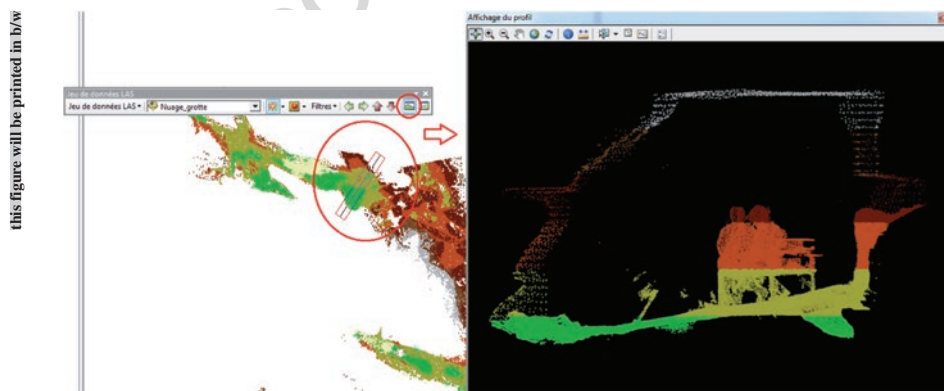 this figure will be printed in b/w
Jeu de données LAS
Jeu de données LAS Nuage_grotte Filtres
Affichage du profil